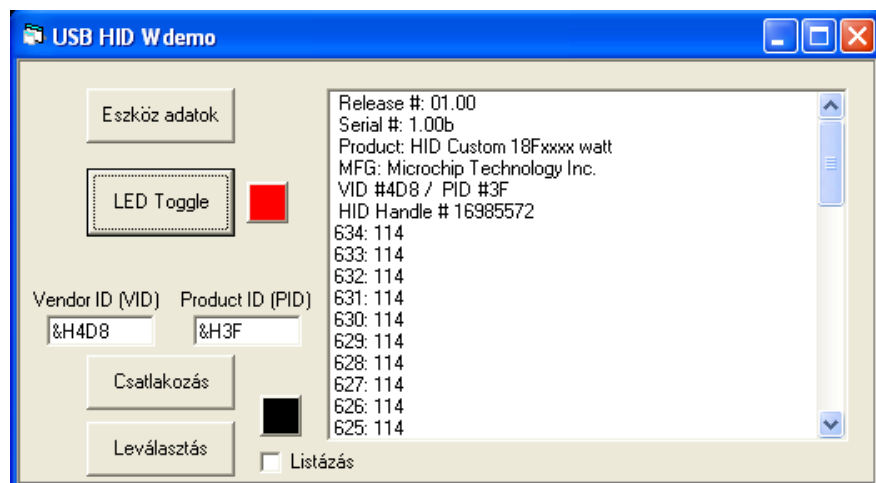 USB HID W demo
Eszköz adatok
LED Toggle
Vendor ID (VID) Product ID (PID)
&H4D8 &H3F
Csatlakozás
Leválasztás
Listázás
Release #: 01.00
Serial #: 1.00b
Product: HID Custom 18Fxxxx watt
MFG: Microchip Technology Inc.
VID #4D8 / PID #3F
HID Handle # 16985572
634: 114
633: 114
632: 114
631: 114
630: 114
629: 114
628: 114
627: 114
626: 114
625: 114